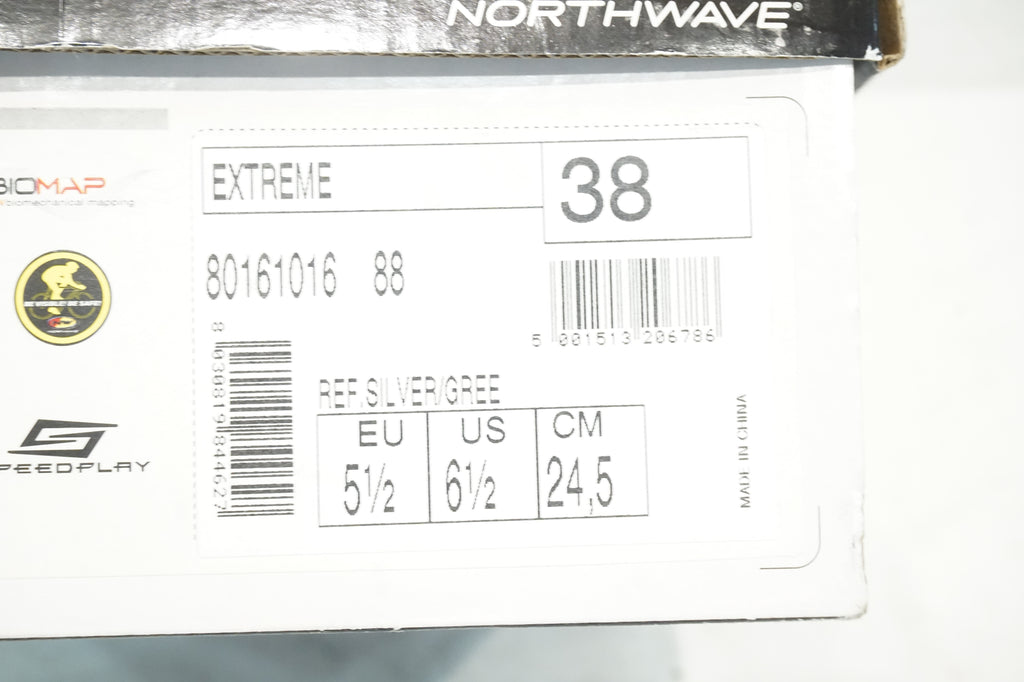 NORTHWAVE®
BIOMAP
biomechanical mapping
EXTREME
38
80161016 88
5 001513 206786
REF.SILVER/GREE
EU US CM
5½ 6½ 24,5
MADE IN CHINA
SPEEDPLAY